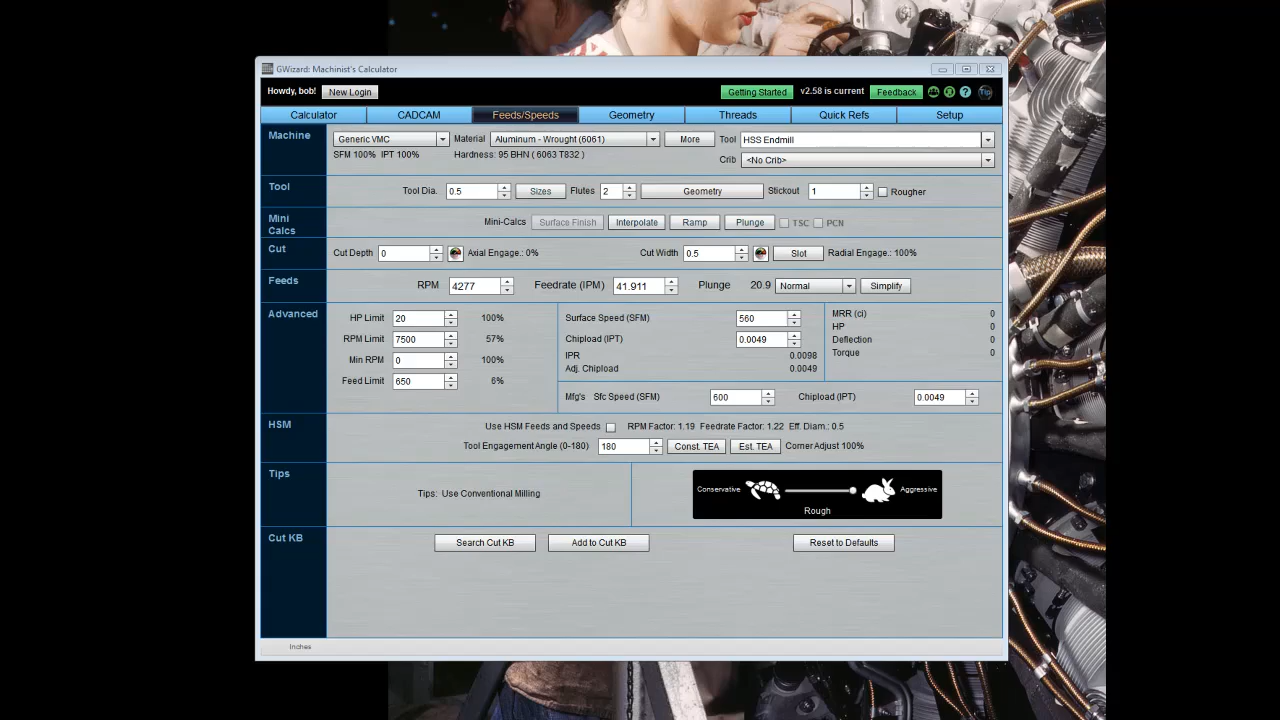 GWizard: Machinist's Calculator
Howdy, bob! New Login Getting Started v2.58 is current Feedback ? Tip
Calculator CADCAM Feeds/Speeds Geometry Threads Quick Refs Setup
Machine Generic VMC Material Aluminum - Wrought (6061) More Tool HSS Endmill
SFM 100% IPT 100% Hardness: 95 BHN ( 6063 T832 ) Crib <No Crib>
Tool Tool Dia. 0.5 Sizes Flutes 2 Geometry Stickout 1 Rougher
Mini Calcs Mini-Calcs Surface Finish Interpolate Ramp Plunge TSC PCN
Cut Cut Depth 0 Axial Engage.: 0% Cut Width 0.5 Slot Radial Engage.: 100%
Feeds RPM 4277 Feedrate (IPM) 41.911 Plunge 20.9 Normal Simplify
Advanced HP Limit 20 100% Surface Speed (SFM) 560 MRR (ci) 0
HP 0
RPM Limit 7500 57% Chipload (IPT) 0.0049 Deflection 0
Min RPM 0 100% IPR 0.0098 Torque 0
Adj. Chipload 0.0049
Feed Limit 650 6%
Mfg's Sfc Speed (SFM) 600 Chipload (IPT) 0.0049
HSM Use HSM Feeds and Speeds RPM Factor: 1.19 Feedrate Factor: 1.22 Eff. Diam.: 0.5
Tool Engagement Angle (0-180) 180 Const. TEA Est. TEA Corner Adjust 100%
Tips Tips: Use Conventional Milling Conservative Aggressive
Rough
Cut KB Search Cut KB Add to Cut KB Reset to Defaults
Inches